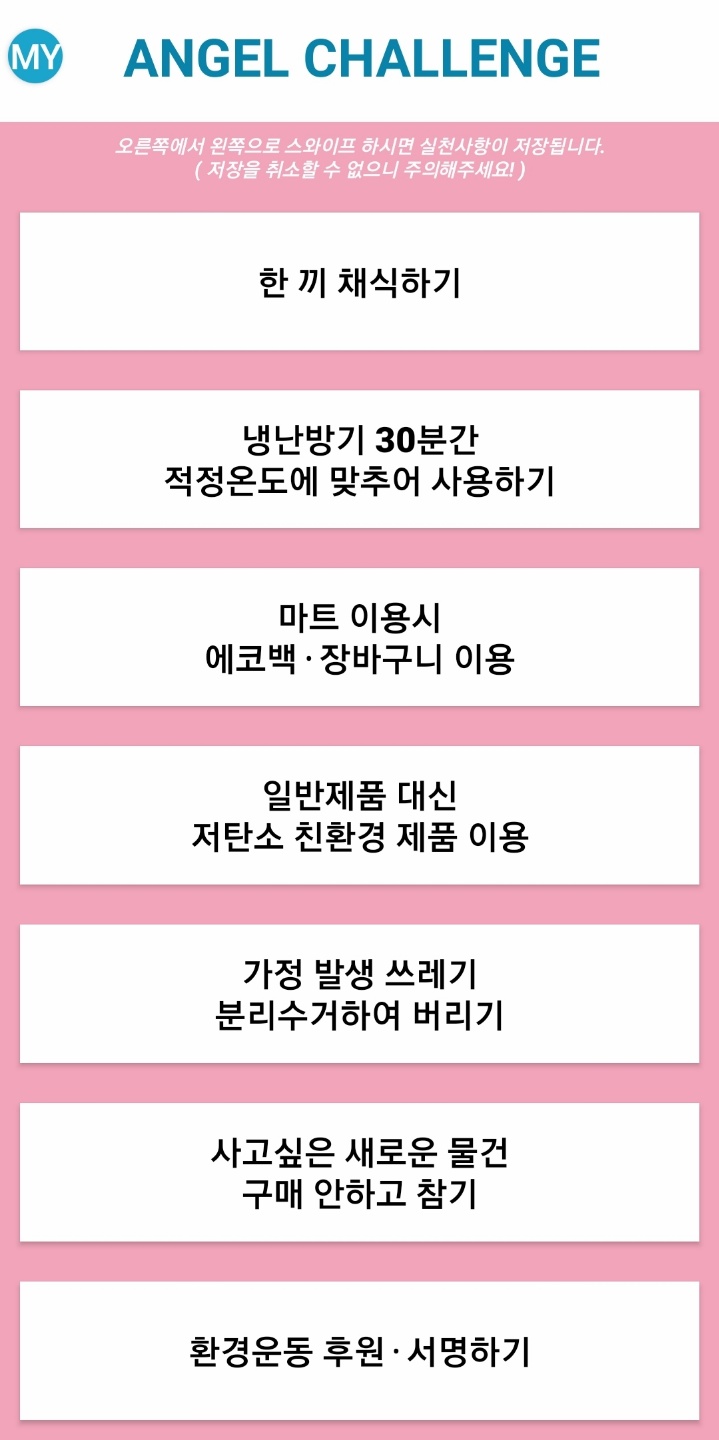 MY
ANGEL CHALLENGE
오른쪽에서 왼쪽으로 스와이프 하시면 실천사항이 저장됩니다.
( 저장을 취소할 수 없으니 주의해주세요! )
한 끼 채식하기
냉난방기 30분간
적정온도에 맞추어 사용하기
마트 이용시
에코백·장바구니 이용
일반제품 대신
저탄소 친환경 제품 이용
가정 발생 쓰레기
분리수거하여 버리기
사고싶은 새로운 물건
구매 안하고 참기
환경운동 후원·서명하기